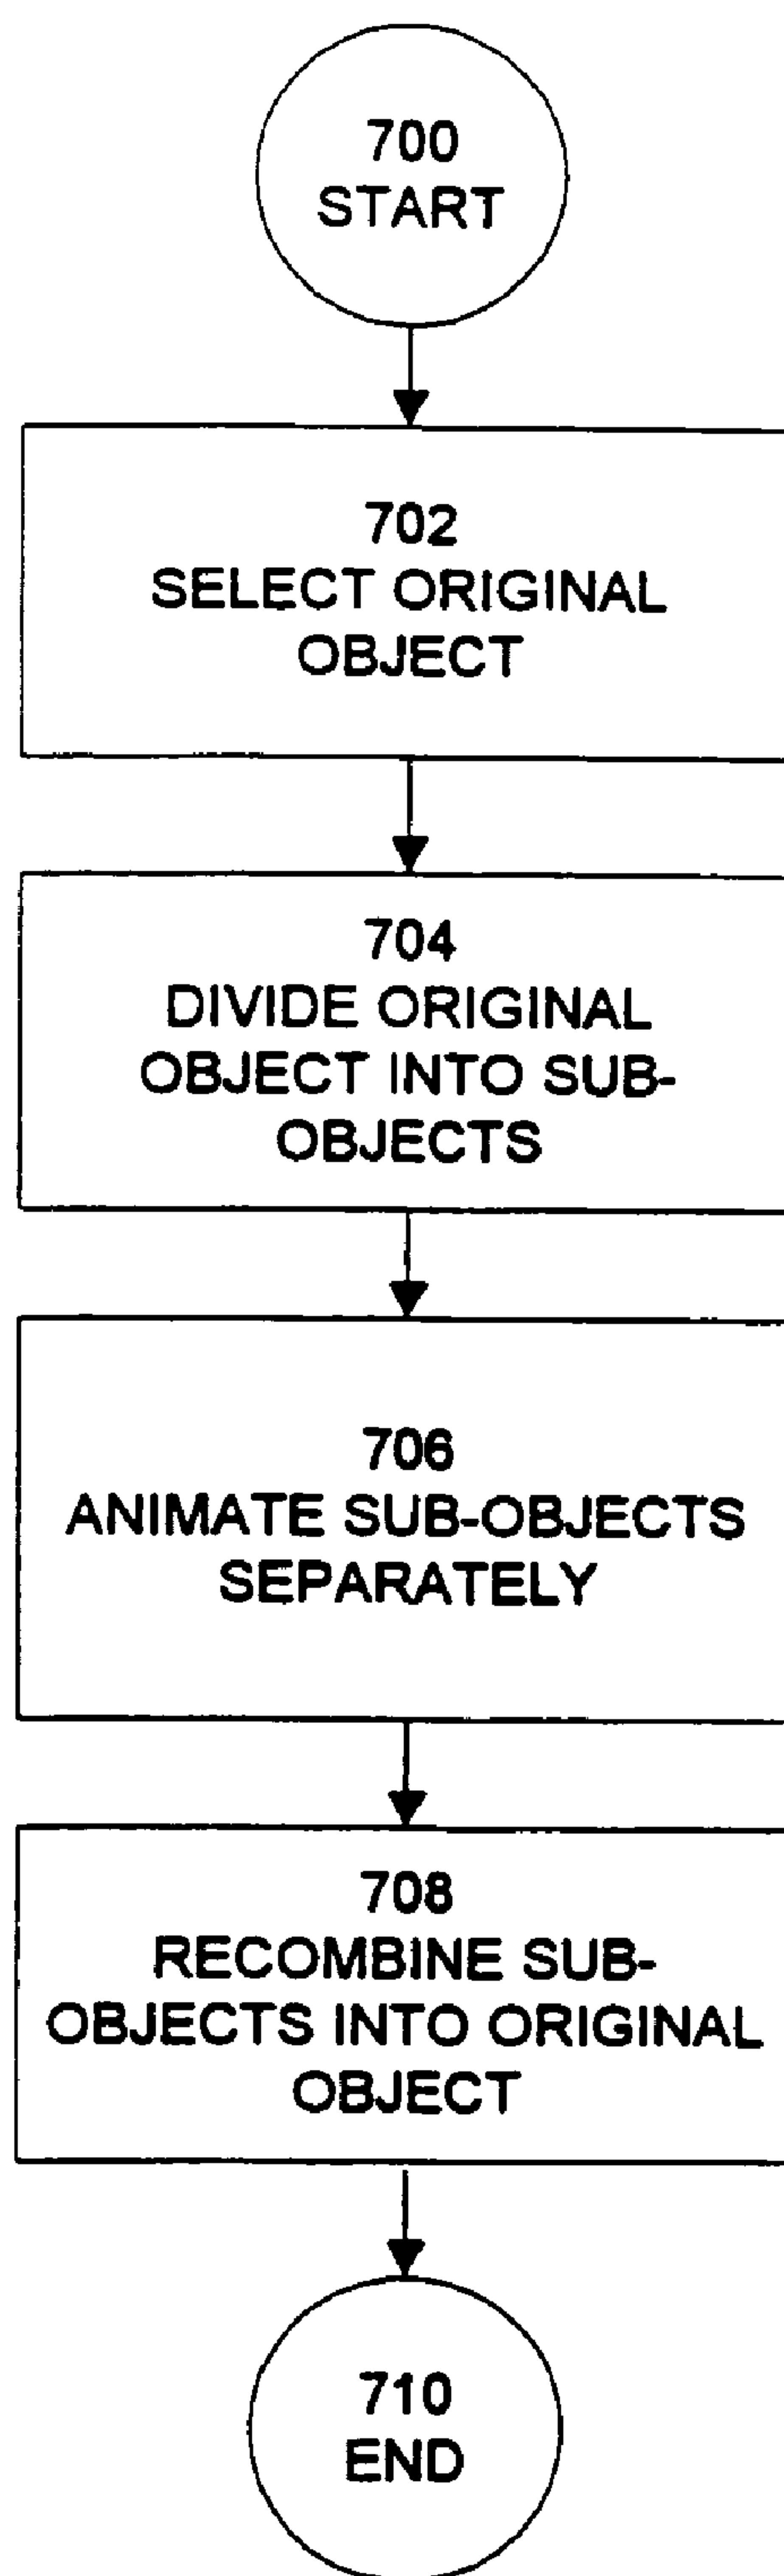 700
START
702
SELECT ORIGINAL
OBJECT
704
DIVIDE ORIGINAL
OBJECT INTO SUB-
OBJECTS
706
ANIMATE SUB-OBJECTS
SEPARATELY
708
RECOMBINE SUB-
OBJECTS INTO ORIGINAL
OBJECT
710
END